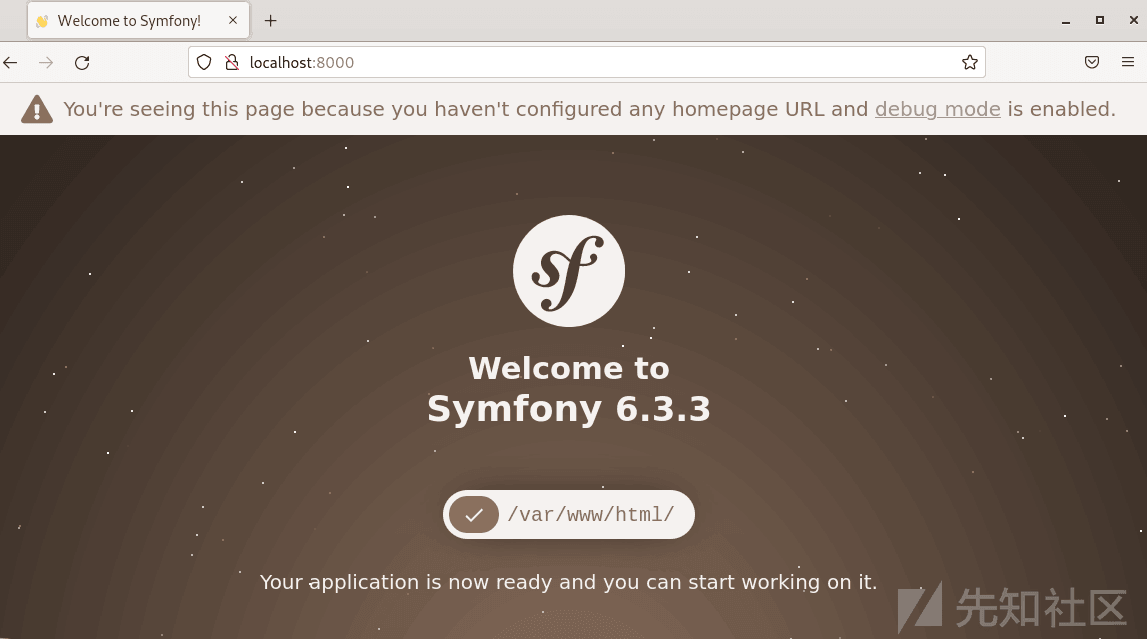 Welcome to Symfony!
localhost:8000
You're seeing this page because you haven't configured any homepage URL and debug mode is enabled.
sf
Welcome to
Symfony 6.3.3
/var/www/html/
Your application is now ready and you can start working on it.
先知社区